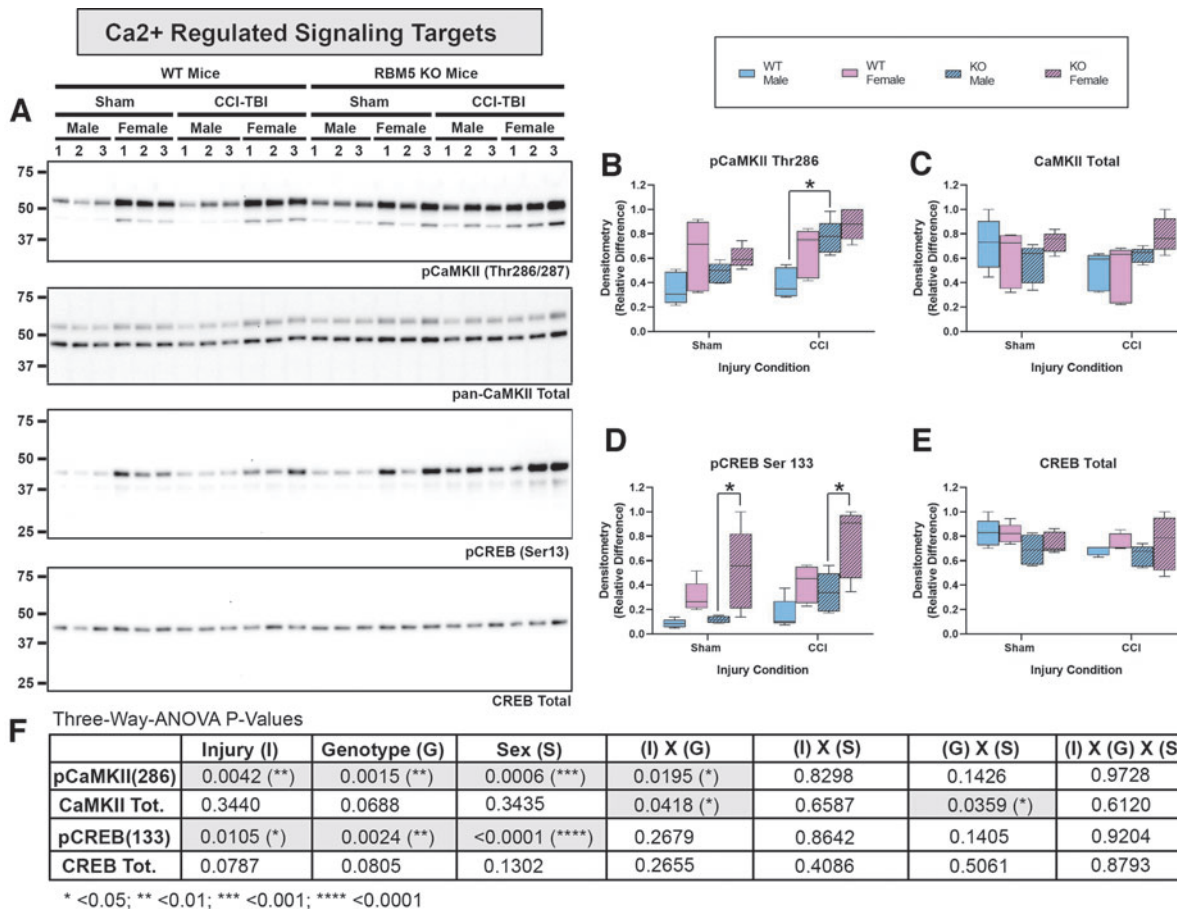 Ca2+ Regulated Signaling Targets
WT Mice RBM5 KO Mice
Sham CCI-TBI Sham CCI-TBI
A
Male Female Male Female Male Female Male Female
1 2 3 1 2 3 1 2 3 1 2 3 1 2 3 1 2 3 1 2 3 1 2 3
75
50
37
pCaMKII (Thr286/287)
75
50
37
pan-CaMKII Total
75
50
37
25
pCREB (Ser13)
75
50
37
25
CREB Total
WT Male
WT Female
KO Male
KO Female
B
pCaMKII Thr286
*
Densitometry
(Relative Difference)
1.2
1.0
0.8
0.6
0.4
0.2
0.0
Sham CCI
Injury Condition
C
CaMKII Total
Densitometry
(Relative Difference)
1.2
1.0
0.8
0.6
0.4
0.2
0.0
Sham CCI
Injury Condition
D
pCREB Ser 133
* *
Densitometry
(Relative Difference)
1.2
1.0
0.8
0.6
0.4
0.2
0.0
Sham CCI
Injury Condition
E
CREB Total
Densitometry
(Relative Difference)
1.2
1.0
0.8
0.6
0.4
0.2
0.0
Sham CCI
Injury Condition
F
Three-Way-ANOVA P-Values
Injury (I) Genotype (G) Sex (S) (I) X (G) (I) X (S) (G) X (S) (I) X (G) X (S
pCaMKII(286) 0.0042 (**) 0.0015 (**) 0.0006 (***) 0.0195 (*) 0.8298 0.1426 0.9728
CaMKII Tot. 0.3440 0.0688 0.3435 0.0418 (*) 0.6587 0.0359 (*) 0.6120
pCREB(133) 0.0105 (*) 0.0024 (**) <0.0001 (****) 0.2679 0.8642 0.1405 0.9204
CREB Tot. 0.0787 0.0805 0.1302 0.2655 0.4086 0.5061 0.8793
* <0.05; ** <0.01; *** <0.001; **** <0.0001